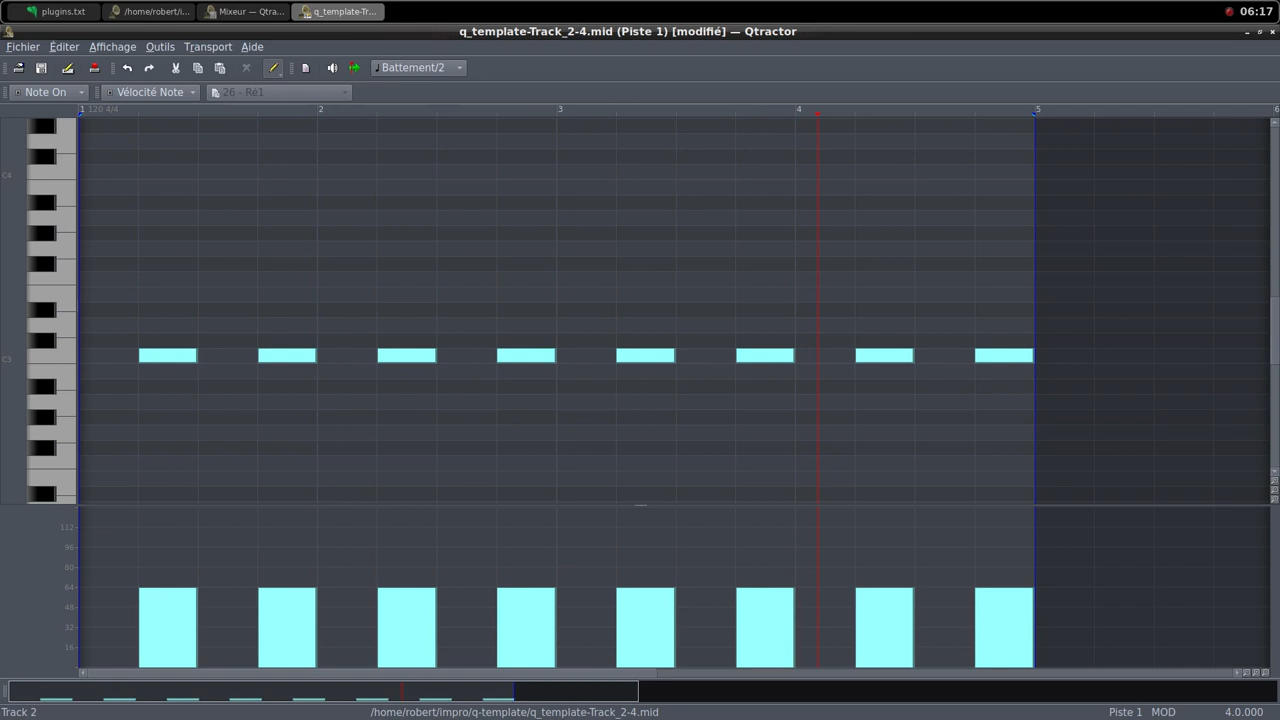 plugins.txt /home/robert/i... Mixeur — Qtra... q_template-Tr... 06:17
q_template-Track_2-4.mid (Piste 1) [modifié] — Qtractor
Fichier Éditer Affichage Outils Transport Aide
Battement/2
Note On Vélocité Note 26 - Ré1
1 120 4/4 2 3 4 5 6
C4
C3
112
96
80
64
48
32
16
Track 2 /home/robert/impro/q-template/q_template-Track_2-4.mid Piste 1 MOD 4.0.000